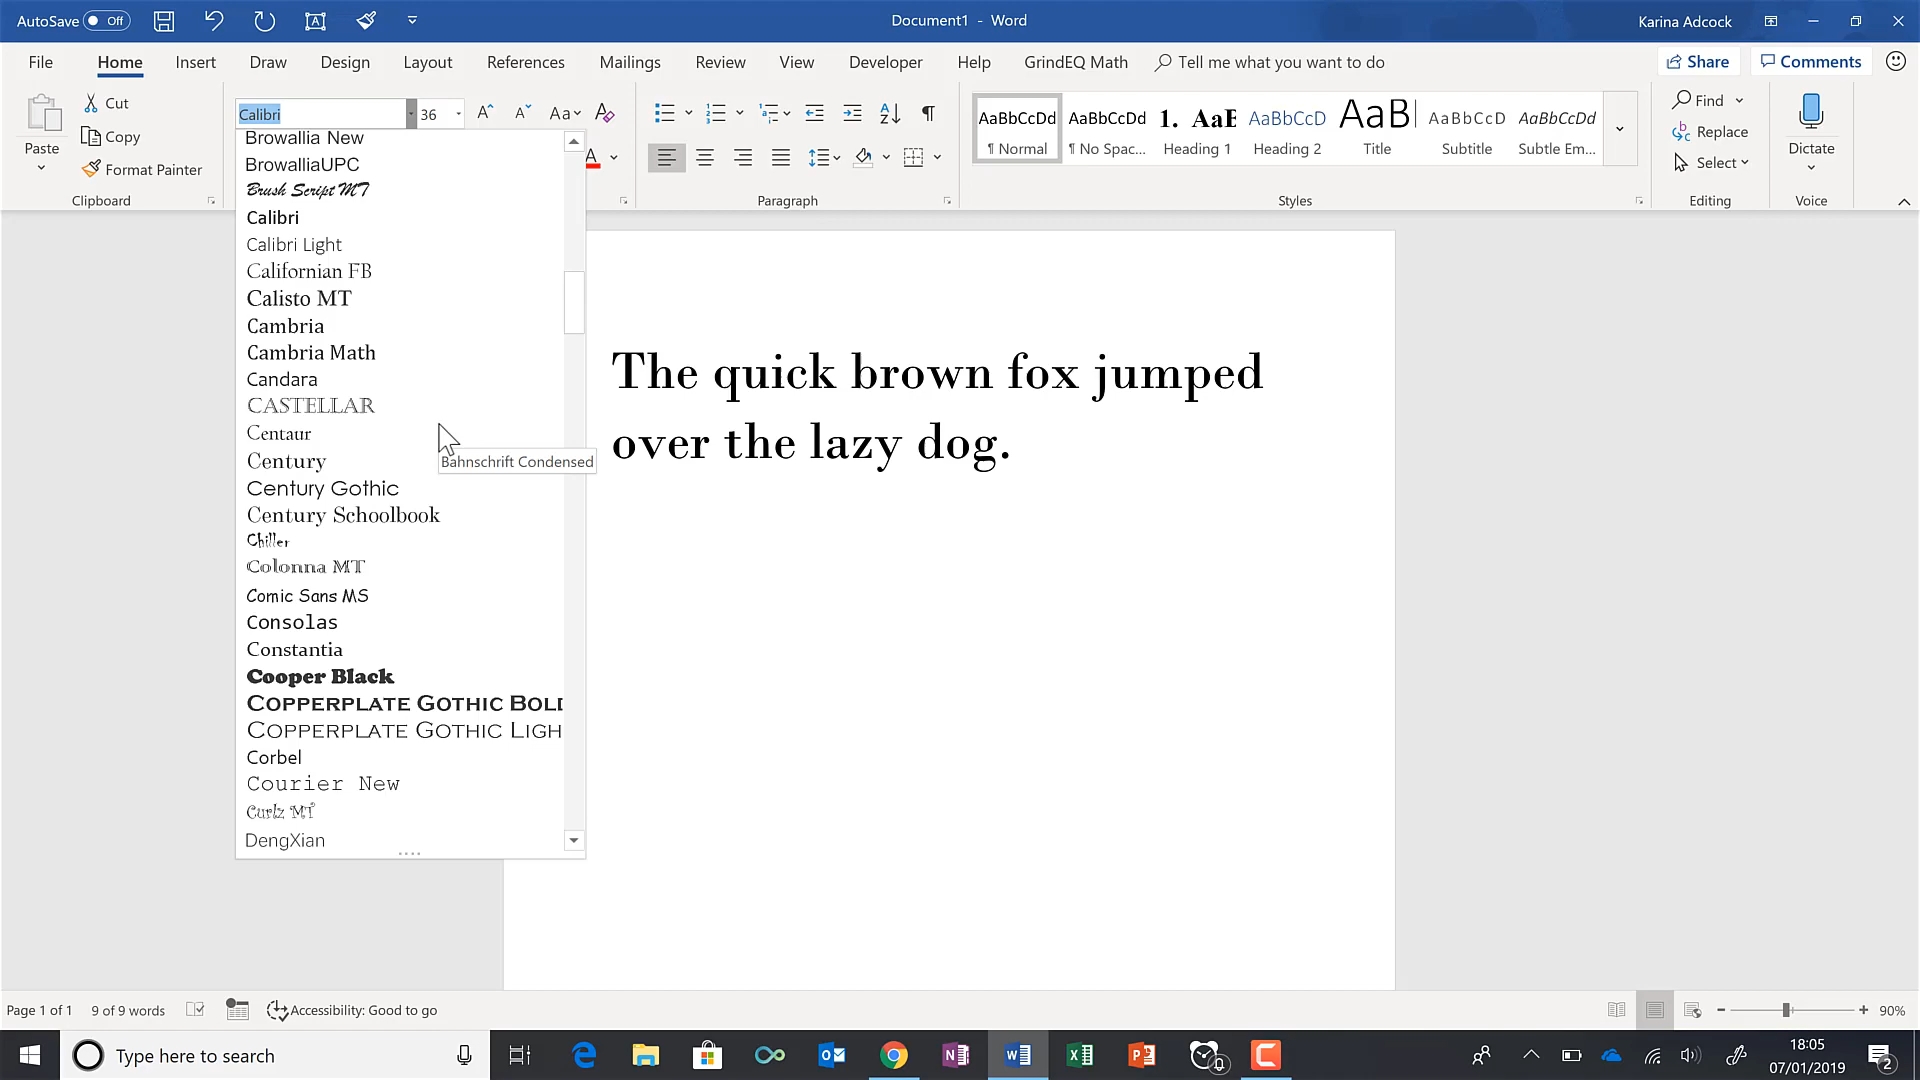 AutoSave Off
Document1 - Word
Karina Adcock
File Home Insert Draw Design Layout References Mailings Review View Developer Help GrindEQ Math Tell me what you want to do
Share Comments
Paste
Cut
Copy
Format Painter
Clipboard
Calibri 36
Aa
Paragraph
AaBbCcDd AaBbCcDd 1. AaB AaBbCcD AaB AaBbCcD AaBbCcDd
¶ Normal ¶ No Spac... Heading 1 Heading 2 Title Subtitle Subtle Em...
Styles
Find
Replace
Select
Editing
Dictate
Voice
Browallia New
BrowalliaUPC
Brush Script MT
Calibri
Calibri Light
Californian FB
Calisto MT
Cambria
Cambria Math
Candara
CASTELLAR
Centaur
Century
Bahnschrift Condensed
Century Gothic
Century Schoolbook
Chiller
Colonna MT
Comic Sans MS
Consolas
Constantia
Cooper Black
COPPERPLATE GOTHIC BOLD
COPPERPLATE GOTHIC LIGH
Corbel
Courier New
Curlz MT
DengXian
The quick brown fox jumped
over the lazy dog.
Page 1 of 1 9 of 9 words Accessibility: Good to go
90%
Type here to search
18:05
07/01/2019
2